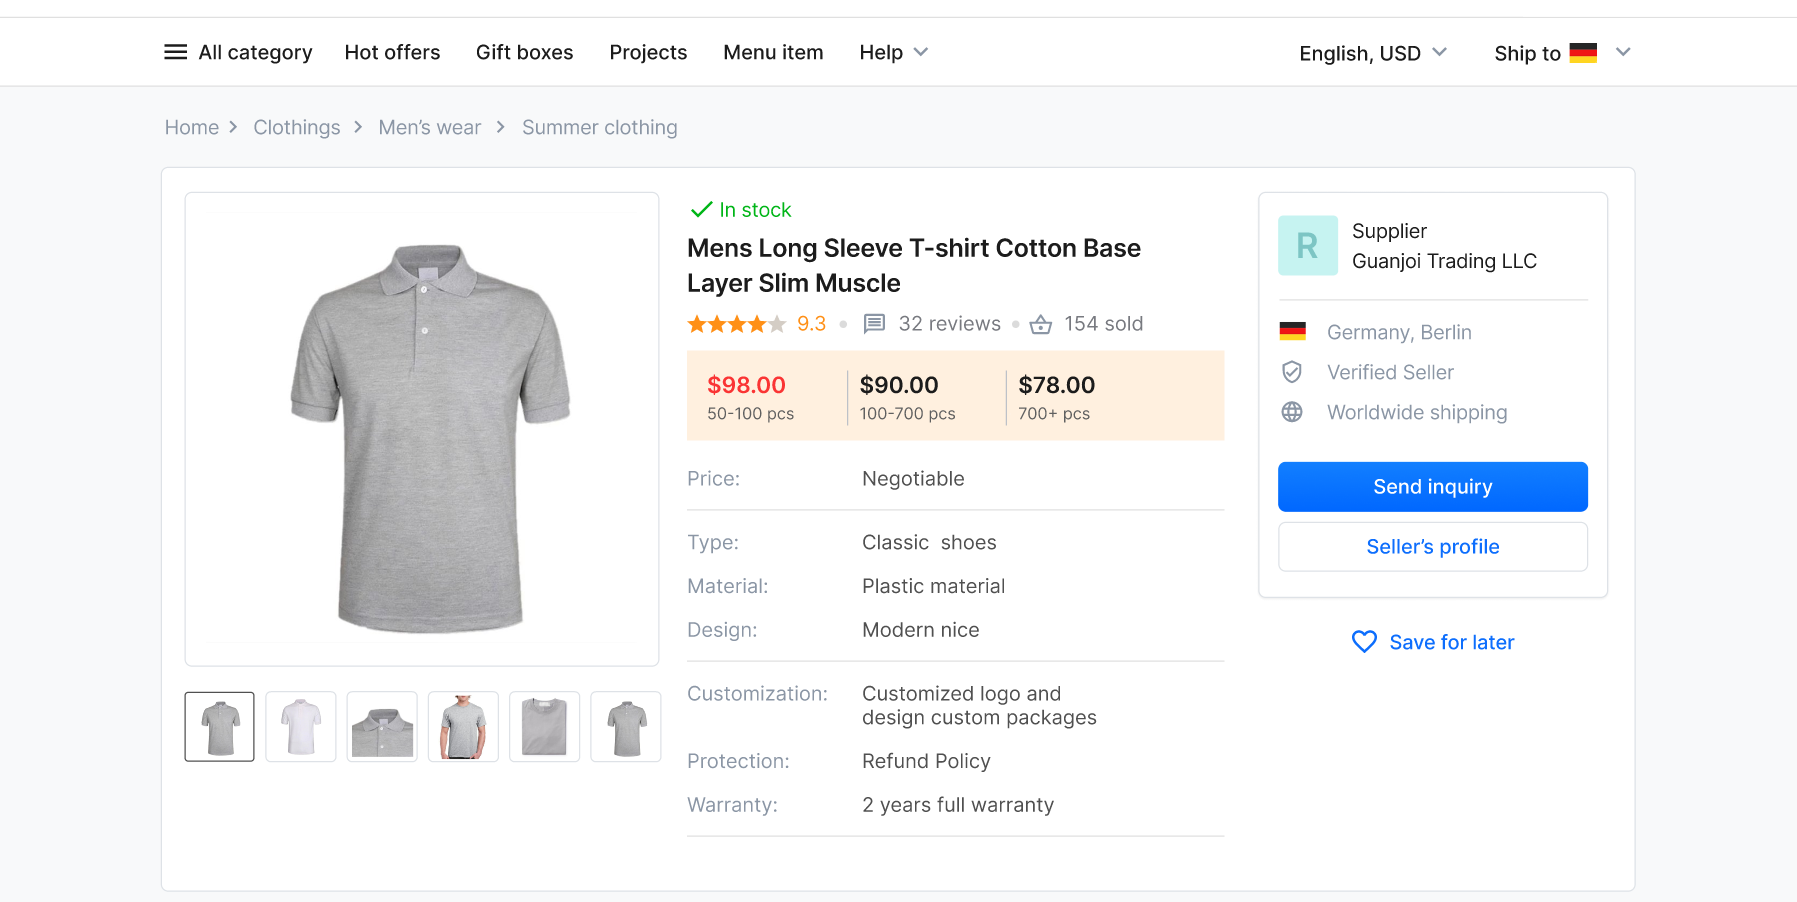 All category
Hot offers
Gift boxes
Projects
Menu item
Help
English, USD
Ship to
Home
Clothings
Men's wear
Summer clothing
In stock
Mens Long Sleeve T-shirt Cotton Base
Layer Slim Muscle
9.3
32 reviews
154 sold
$98.00
50-100 pcs
$90.00
100-700 pcs
$78.00
700+ pcs
Price:
Negotiable
Type:
Classic  shoes
Material:
Plastic material
Design:
Modern nice
Customization:
Customized logo and
design custom packages
Protection:
Refund Policy
Warranty:
2 years full warranty
R
Supplier
Guanjoi Trading LLC
Germany, Berlin
Verified Seller
Worldwide shipping
Send inquiry
Seller’s profile
Save for later